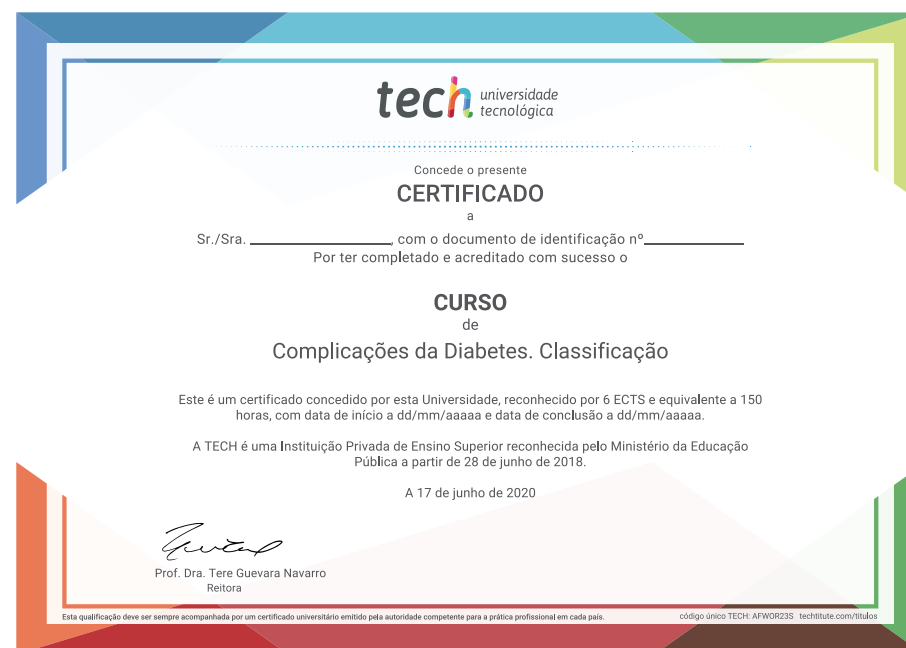 tech universidade
tecnológica
Concede o presente
CERTIFICADO
a
Sr./Sra. ____________________, com o documento de identificação nº______________
Por ter completado e acreditado com sucesso o
CURSO
de
Complicações da Diabetes. Classificação
Este é um certificado concedido por esta Universidade, reconhecido por 6 ECTS e equivalente a 150
horas, com data de início a dd/mm/aaaaa e data de conclusão a dd/mm/aaaaa.
A TECH é uma Instituição Privada de Ensino Superior reconhecida pelo Ministério da Educação
Pública a partir de 28 de junho de 2018.
A 17 de junho de 2020
Prof. Dra. Tere Guevara Navarro
Reitora
Esta qualificação deve ser sempre acompanhada por um certificado universitário emitido pela autoridade competente para a prática profissional em cada país.
código único TECH: AFWOR23S techtitute.com/titulos